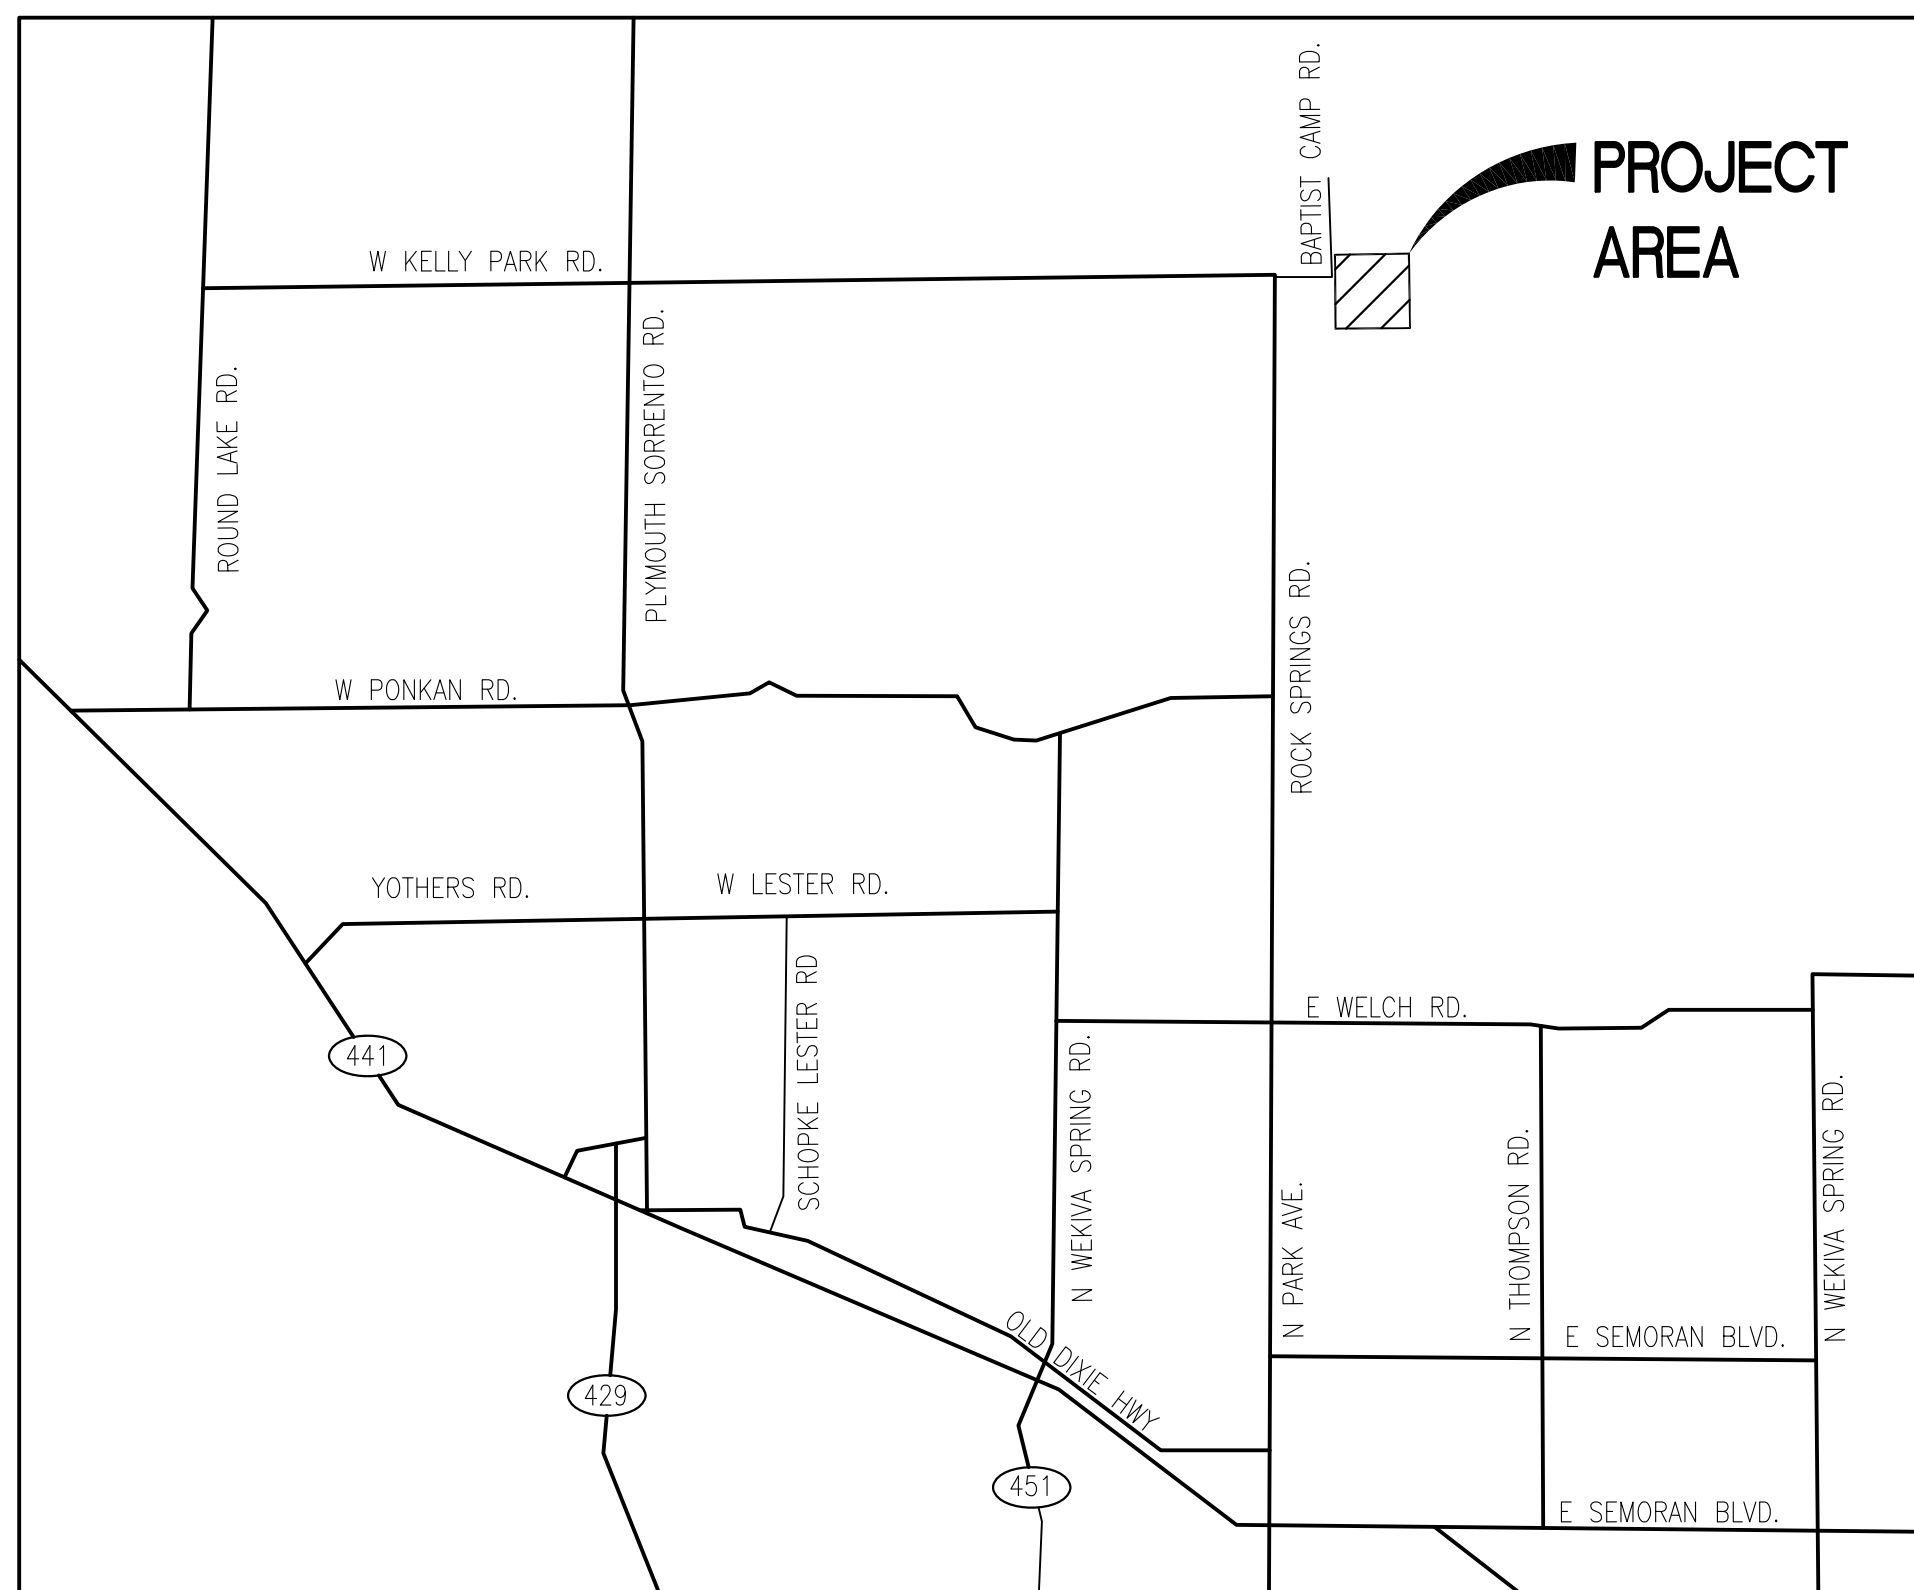 BAPTIST CAMP RD.
PROJECT
AREA
W KELLY PARK RD.
PLYMOUTH SORRENTO RD.
ROUND LAKE RD.
ROCK SPRINGS RD.
W PONKAN RD.
YOTHERS RD.
W LESTER RD.
SCHOPKE LESTER RD
E WELCH RD.
441
N WEKIVA SPRING RD.
N PARK AVE.
N THOMPSON RD.
N WEKIVA SPRING RD.
OLD DIXIE HWY
E SEMORAN BLVD.
429
451
E SEMORAN BLVD.